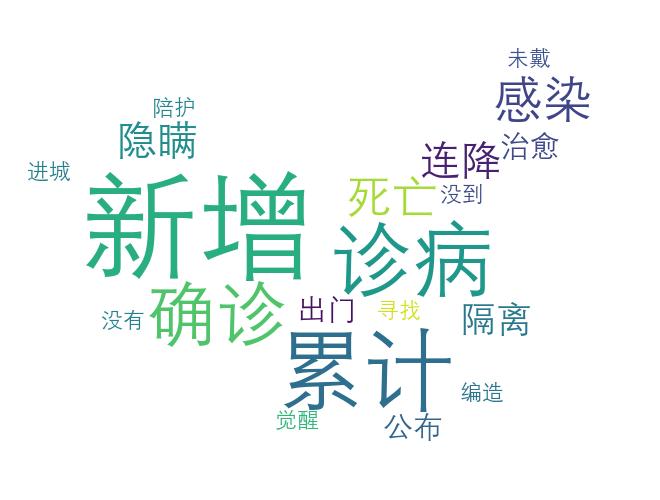 未戴
感染
陪护
隐瞒
连降
治愈
进城
新增
死亡
没到
诊病
确诊
出门
寻找
隔离
没有
累计
编造
觉醒
公布